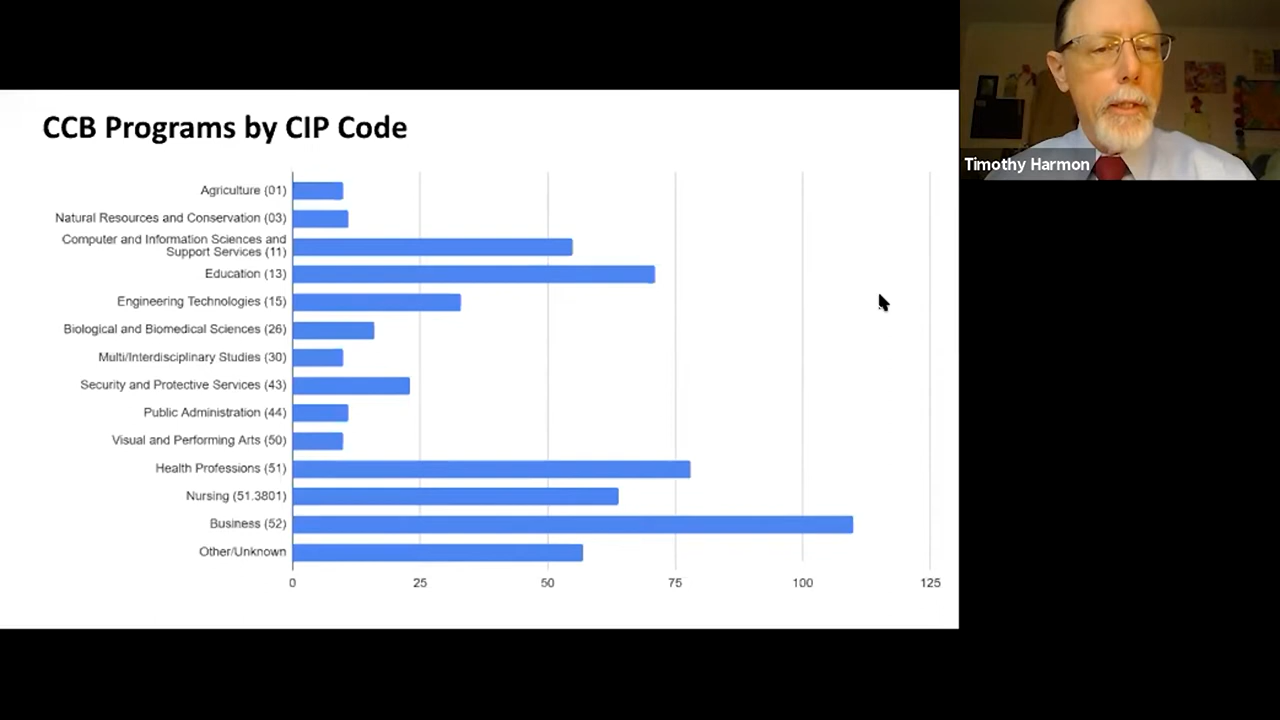 CCB Programs by CIP Code
Timothy Harmon
Agriculture (01)
Natural Resources and Conservation (03)
Computer and Information Sciences and
Support Services (11)
Education (13)
Engineering Technologies (15)
Biological and Biomedical Sciences (26)
Multi/Interdisciplinary Studies (30)
Security and Protective Services (43)
Public Administration (44)
Visual and Performing Arts (50)
Health Professions (51)
Nursing (51.3801)
Business (52)
Other/Unknown
0 25 50 75 100 125